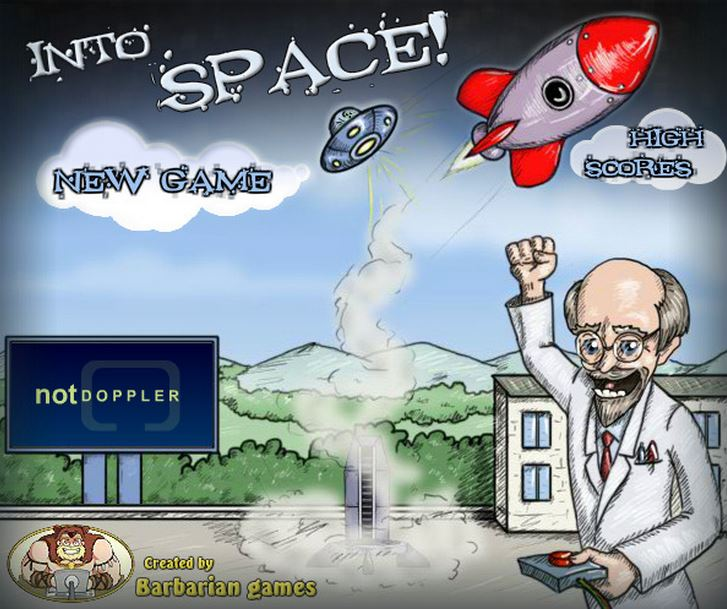 INTO
SPACE!
NEW GAME
HIGH
SCORES
notDOPPLER
Created by
Barbarian games